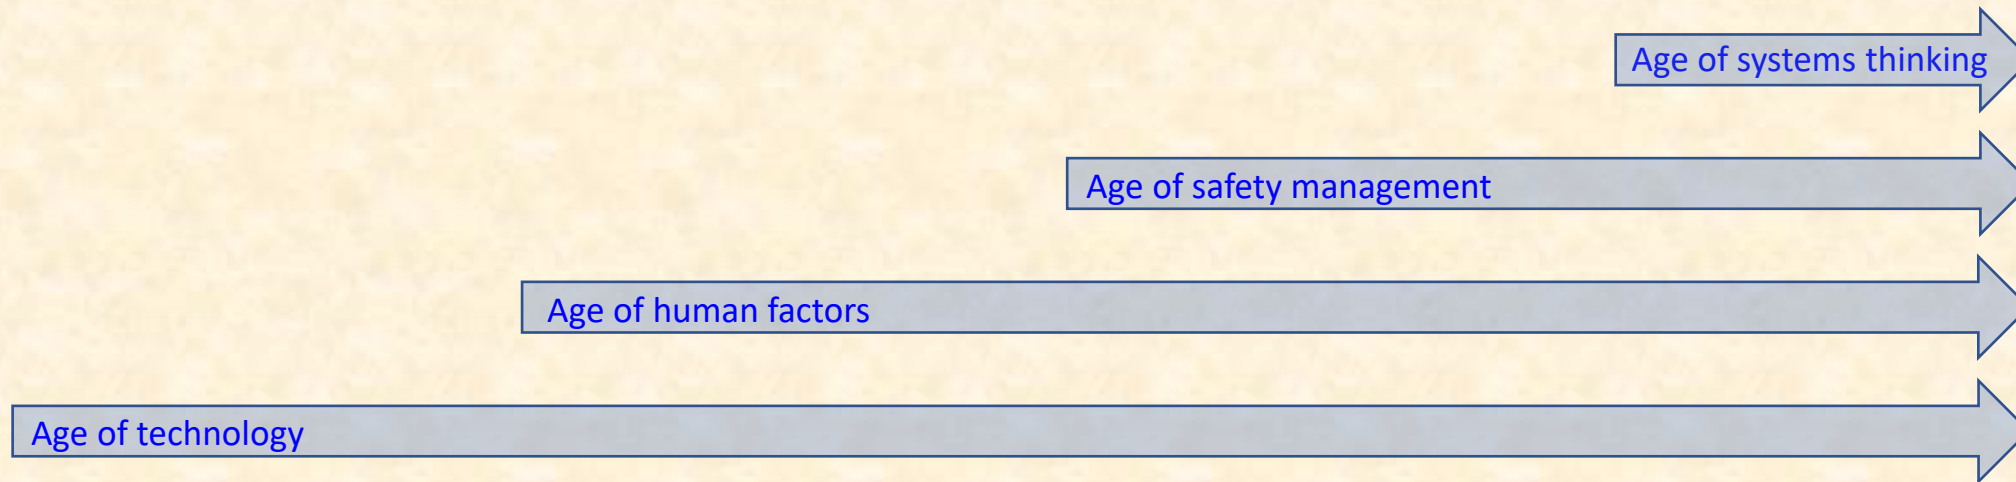 Age of systems thinking
Age of safety management
Age of human factors
Age of technology